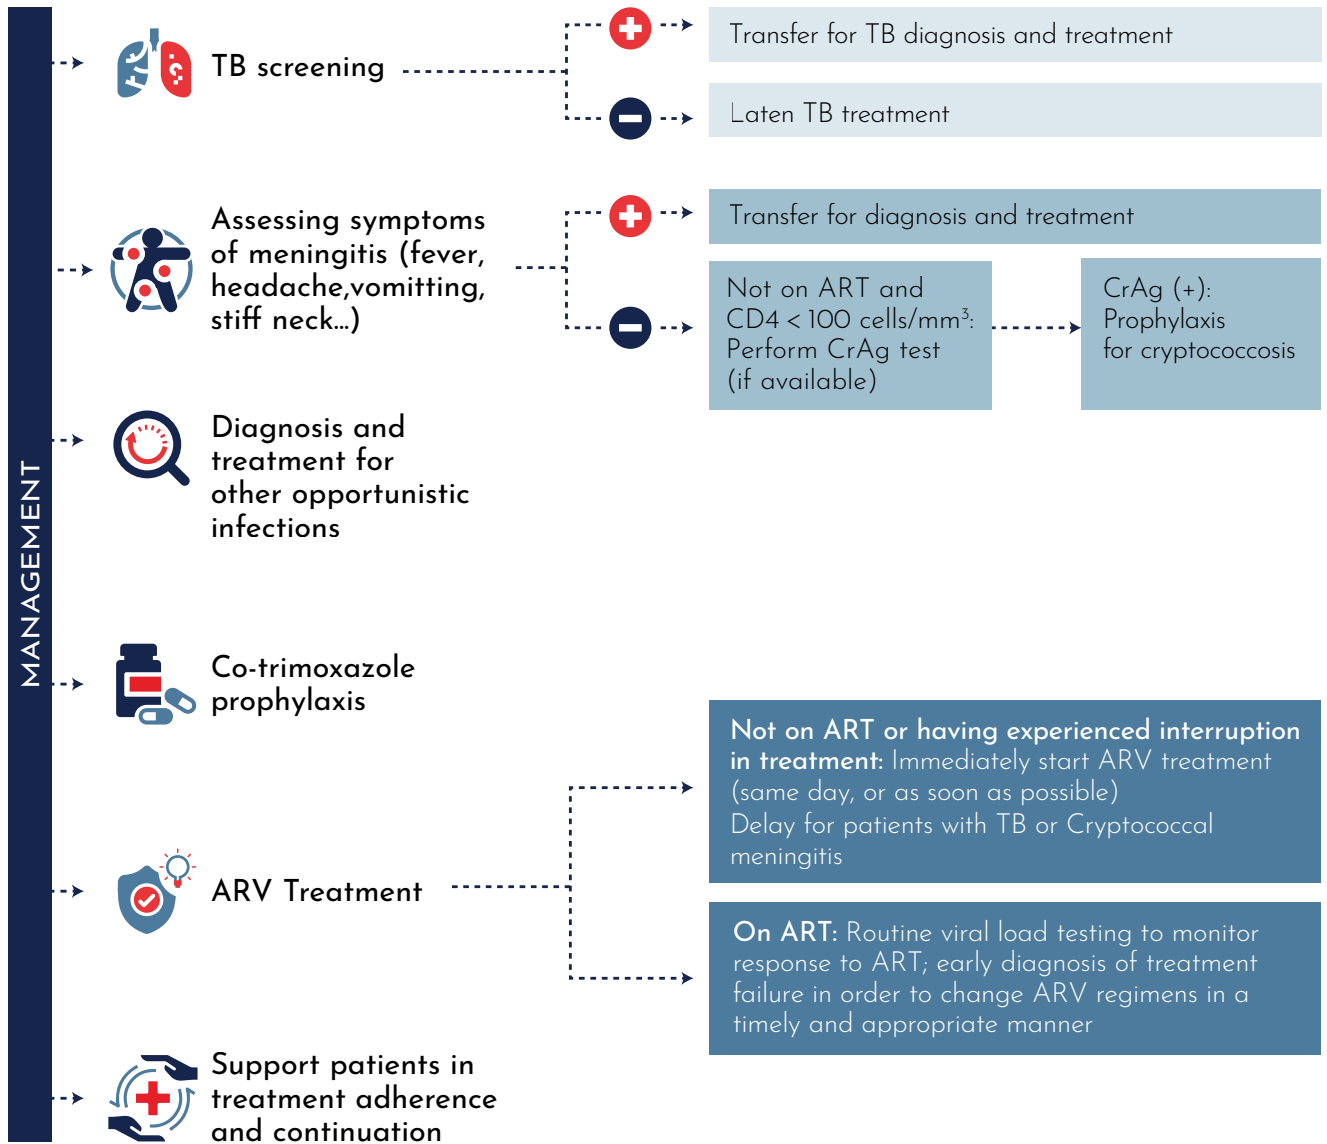 MANAGEMENT
TB screening
Transfer for TB diagnosis and treatment
Laten TB treatment
Assessing symptoms
of meningitis (fever,
headache,vomitting,
stiff neck...)
Transfer for diagnosis and treatment
Not on ART and
CD4 < 100 cells/mm³:
Perform CrAg test
(if available)
CrAg (+):
Prophylaxis
for cryptococcosis
Diagnosis and
treatment for
other opportunistic
infections
Co-trimoxazole
prophylaxis
ARV Treatment
Not on ART or having experienced interruption
in treatment: Immediately start ARV treatment
(same day, or as soon as possible)
Delay for patients with TB or Cryptococcal
meningitis
On ART: Routine viral load testing to monitor
response to ART; early diagnosis of treatment
failure in order to change ARV regimens in a
timely and appropriate manner
Support patients in
treatment adherence
and continuation